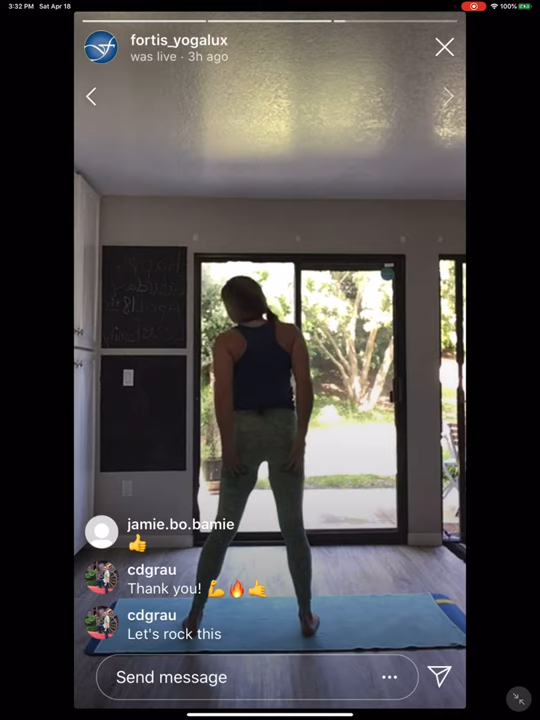 3:32 PM Sat Apr 18
100%
fortis_yogalux
was live · 3h ago
jamie.bo.bamie
👍
cdgrau
Thank you! 💪🔥🤙
cdgrau
Let's rock this
Send message